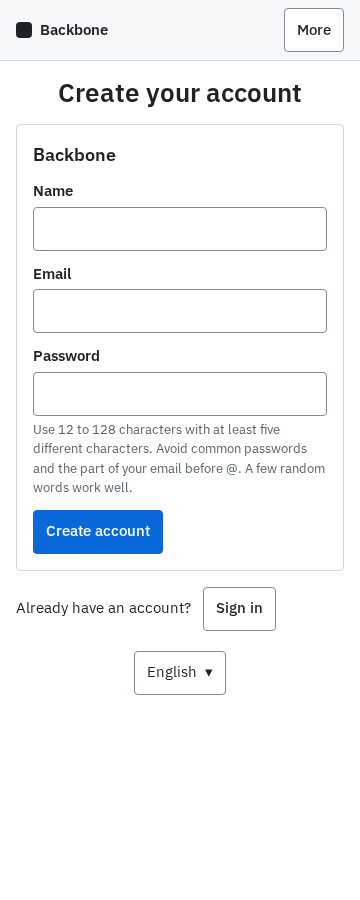 Backbone
More
Create your account
Backbone
Name
Email
Password
Use 12 to 128 characters with at least five
different characters. Avoid common passwords
and the part of your email before @. A few random
words work well.
Create account
Already have an account?
Sign in
English ▾